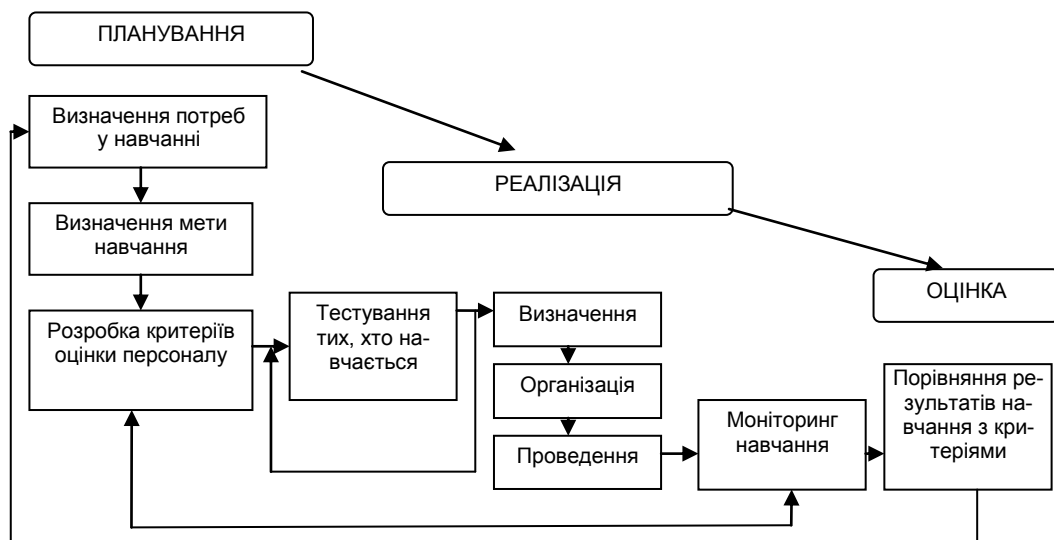 ПЛАНУВАННЯ
Визначення потреб
у навчанні
РЕАЛІЗАЦІЯ
Визначення мети
навчання
ОЦІНКА
Розробка критеріїв
оцінки персоналу
Тестування
тих, хто на-
вчається
Визначення
Організація
Проведення
Моніторинг
навчання
Порівняння ре-
зультатів на-
вчання з кри-
теріями